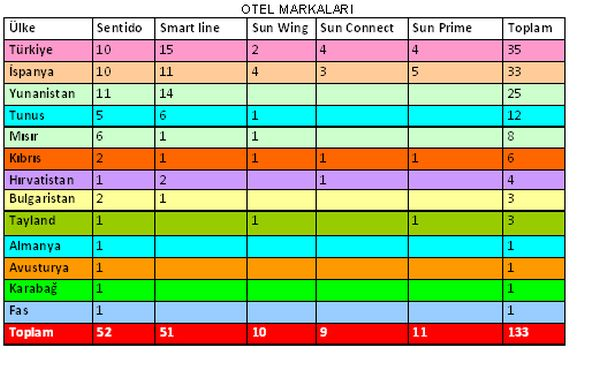 OTEL MARKALARI
Ülke Sentido Smart line Sun Wing Sun Connect Sun Prime Toplam
Türkiye 10 15 2 4 4 35
İspanya 10 11 4 3 5 33
Yunanistan 11 14 25
Tunus 5 6 1 12
Mısır 6 1 1 8
Kıbrıs 2 1 1 1 1 6
Hırvatistan 1 2 1 4
Bulgaristan 2 1 3
Tayland 1 1 1 3
Almanya 1 1
Avusturya 1 1
Karabağ 1 1
Fas 1 1
Toplam 52 51 10 9 11 133